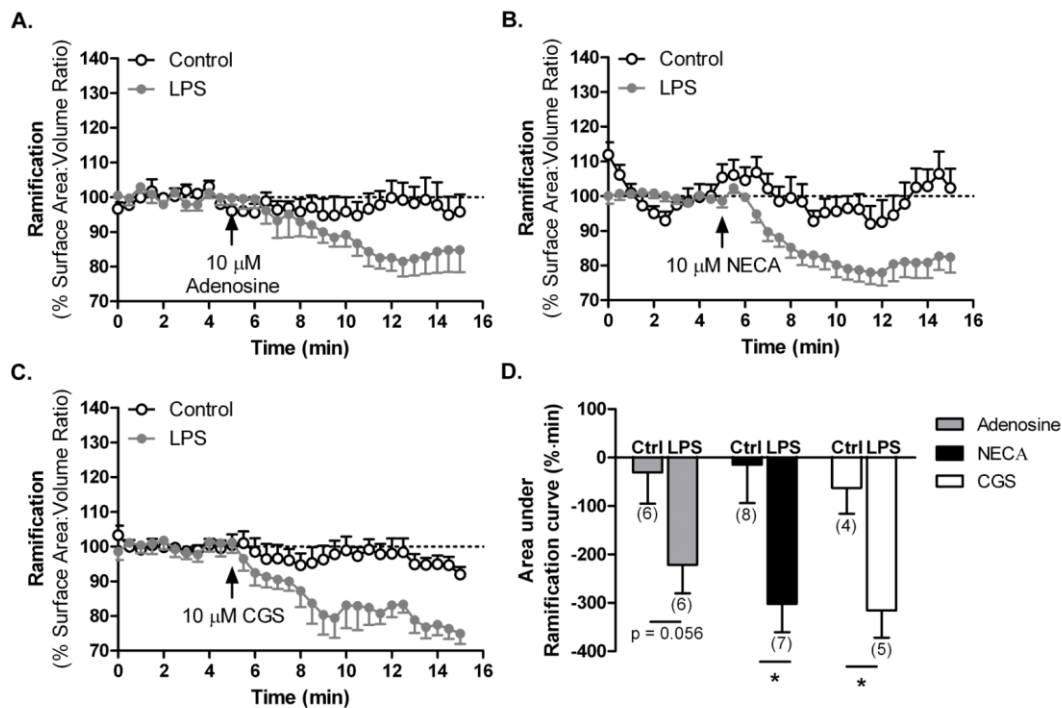 A.
Ramification
(% Surface Area:Volume Ratio)
140
130
120
110
100
90
80
70
Control
LPS
10 μM
Adenosine
0 2 4 6 8 10 12 14 16
Time (min)
B.
Ramification
(% Surface Area:Volume Ratio)
140
130
120
110
100
90
80
70
Control
LPS
10 μM NECA
0 2 4 6 8 10 12 14 16
Time (min)
C.
Ramification
(% Surface Area:Volume Ratio)
140
130
120
110
100
90
80
70
Control
LPS
10 μM CGS
0 2 4 6 8 10 12 14 16
Time (min)
D.
Area under
Ramification curve (%·min)
100
0
-100
-200
-300
-400
Ctrl LPS Ctrl LPS Ctrl LPS
(6)
(6)
(8)
(7)
(4)
(5)
p = 0.056
*
*
Adenosine
NECA
CGS